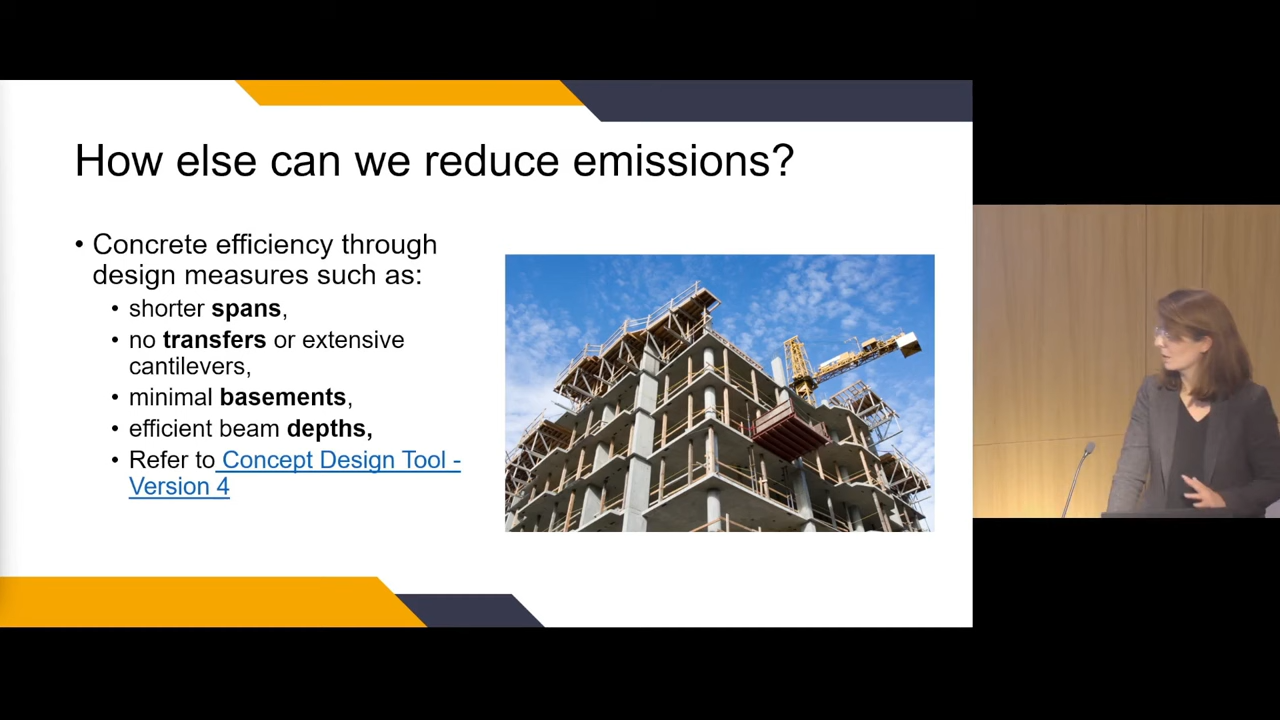 How else can we reduce emissions?
• Concrete efficiency through
design measures such as:
• shorter spans,
• no transfers or extensive
cantilevers,
• minimal basements,
• efficient beam depths,
• Refer to Concept Design Tool -
Version 4